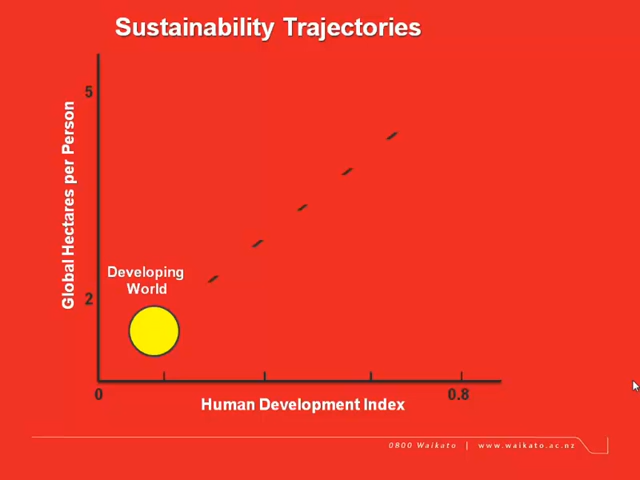 Sustainability Trajectories
5
Global Hectares per Person
Developing
World
2
0
0.8
Human Development Index
0800 Waikato | www.waikato.ac.nz